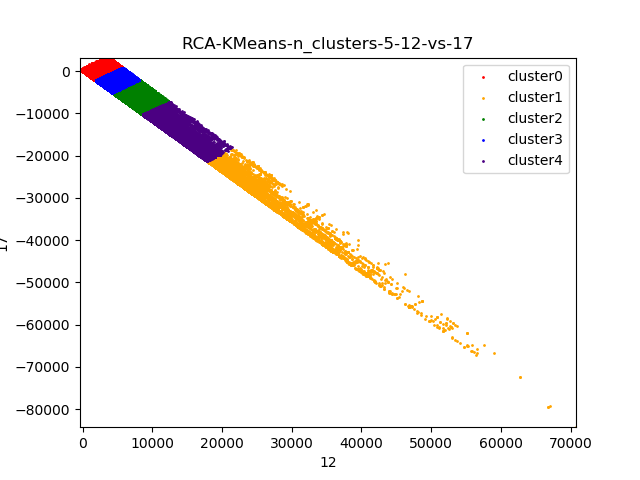 RCA-KMeans-n_clusters-5-12-vs-17
0
−10000
−20000
−30000
−40000
−50000
−60000
−70000
−80000
17
cluster0
cluster1
cluster2
cluster3
cluster4
0 10000 20000 30000 40000 50000 60000 70000
12